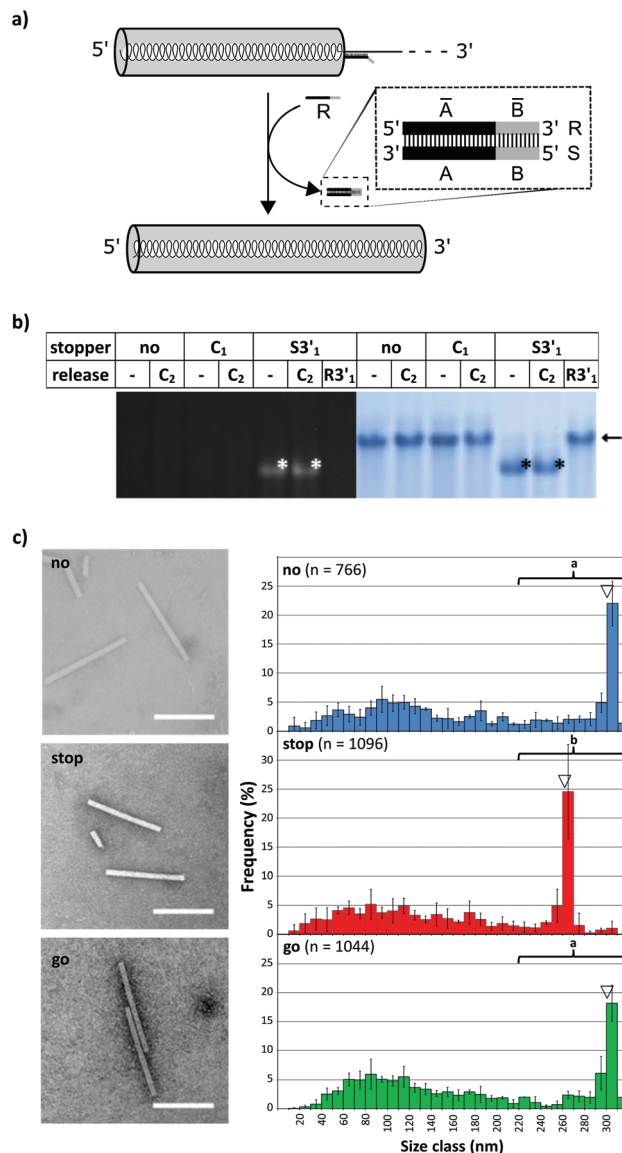 a)
5' 3'
R
A̅ B̅
5' 3' R
3' 5' S
A B
5' 3'
b)
stopper no C₁ S3'₁ no C₁ S3'₁
release - C₂ - C₂ - C₂ R3'₁ - C₂ - C₂ - C₂ R3'₁
* * * *
c)
no
no (n = 766)
a
25
20
15
10
5
0
stop
stop (n = 1096)
b
30
25
20
15
10
5
0
Frequency (%)
go
go (n = 1044)
a
25
20
15
10
5
0
20 40 60 80 100 120 140 160 180 200 220 240 260 280 300
Size class (nm)